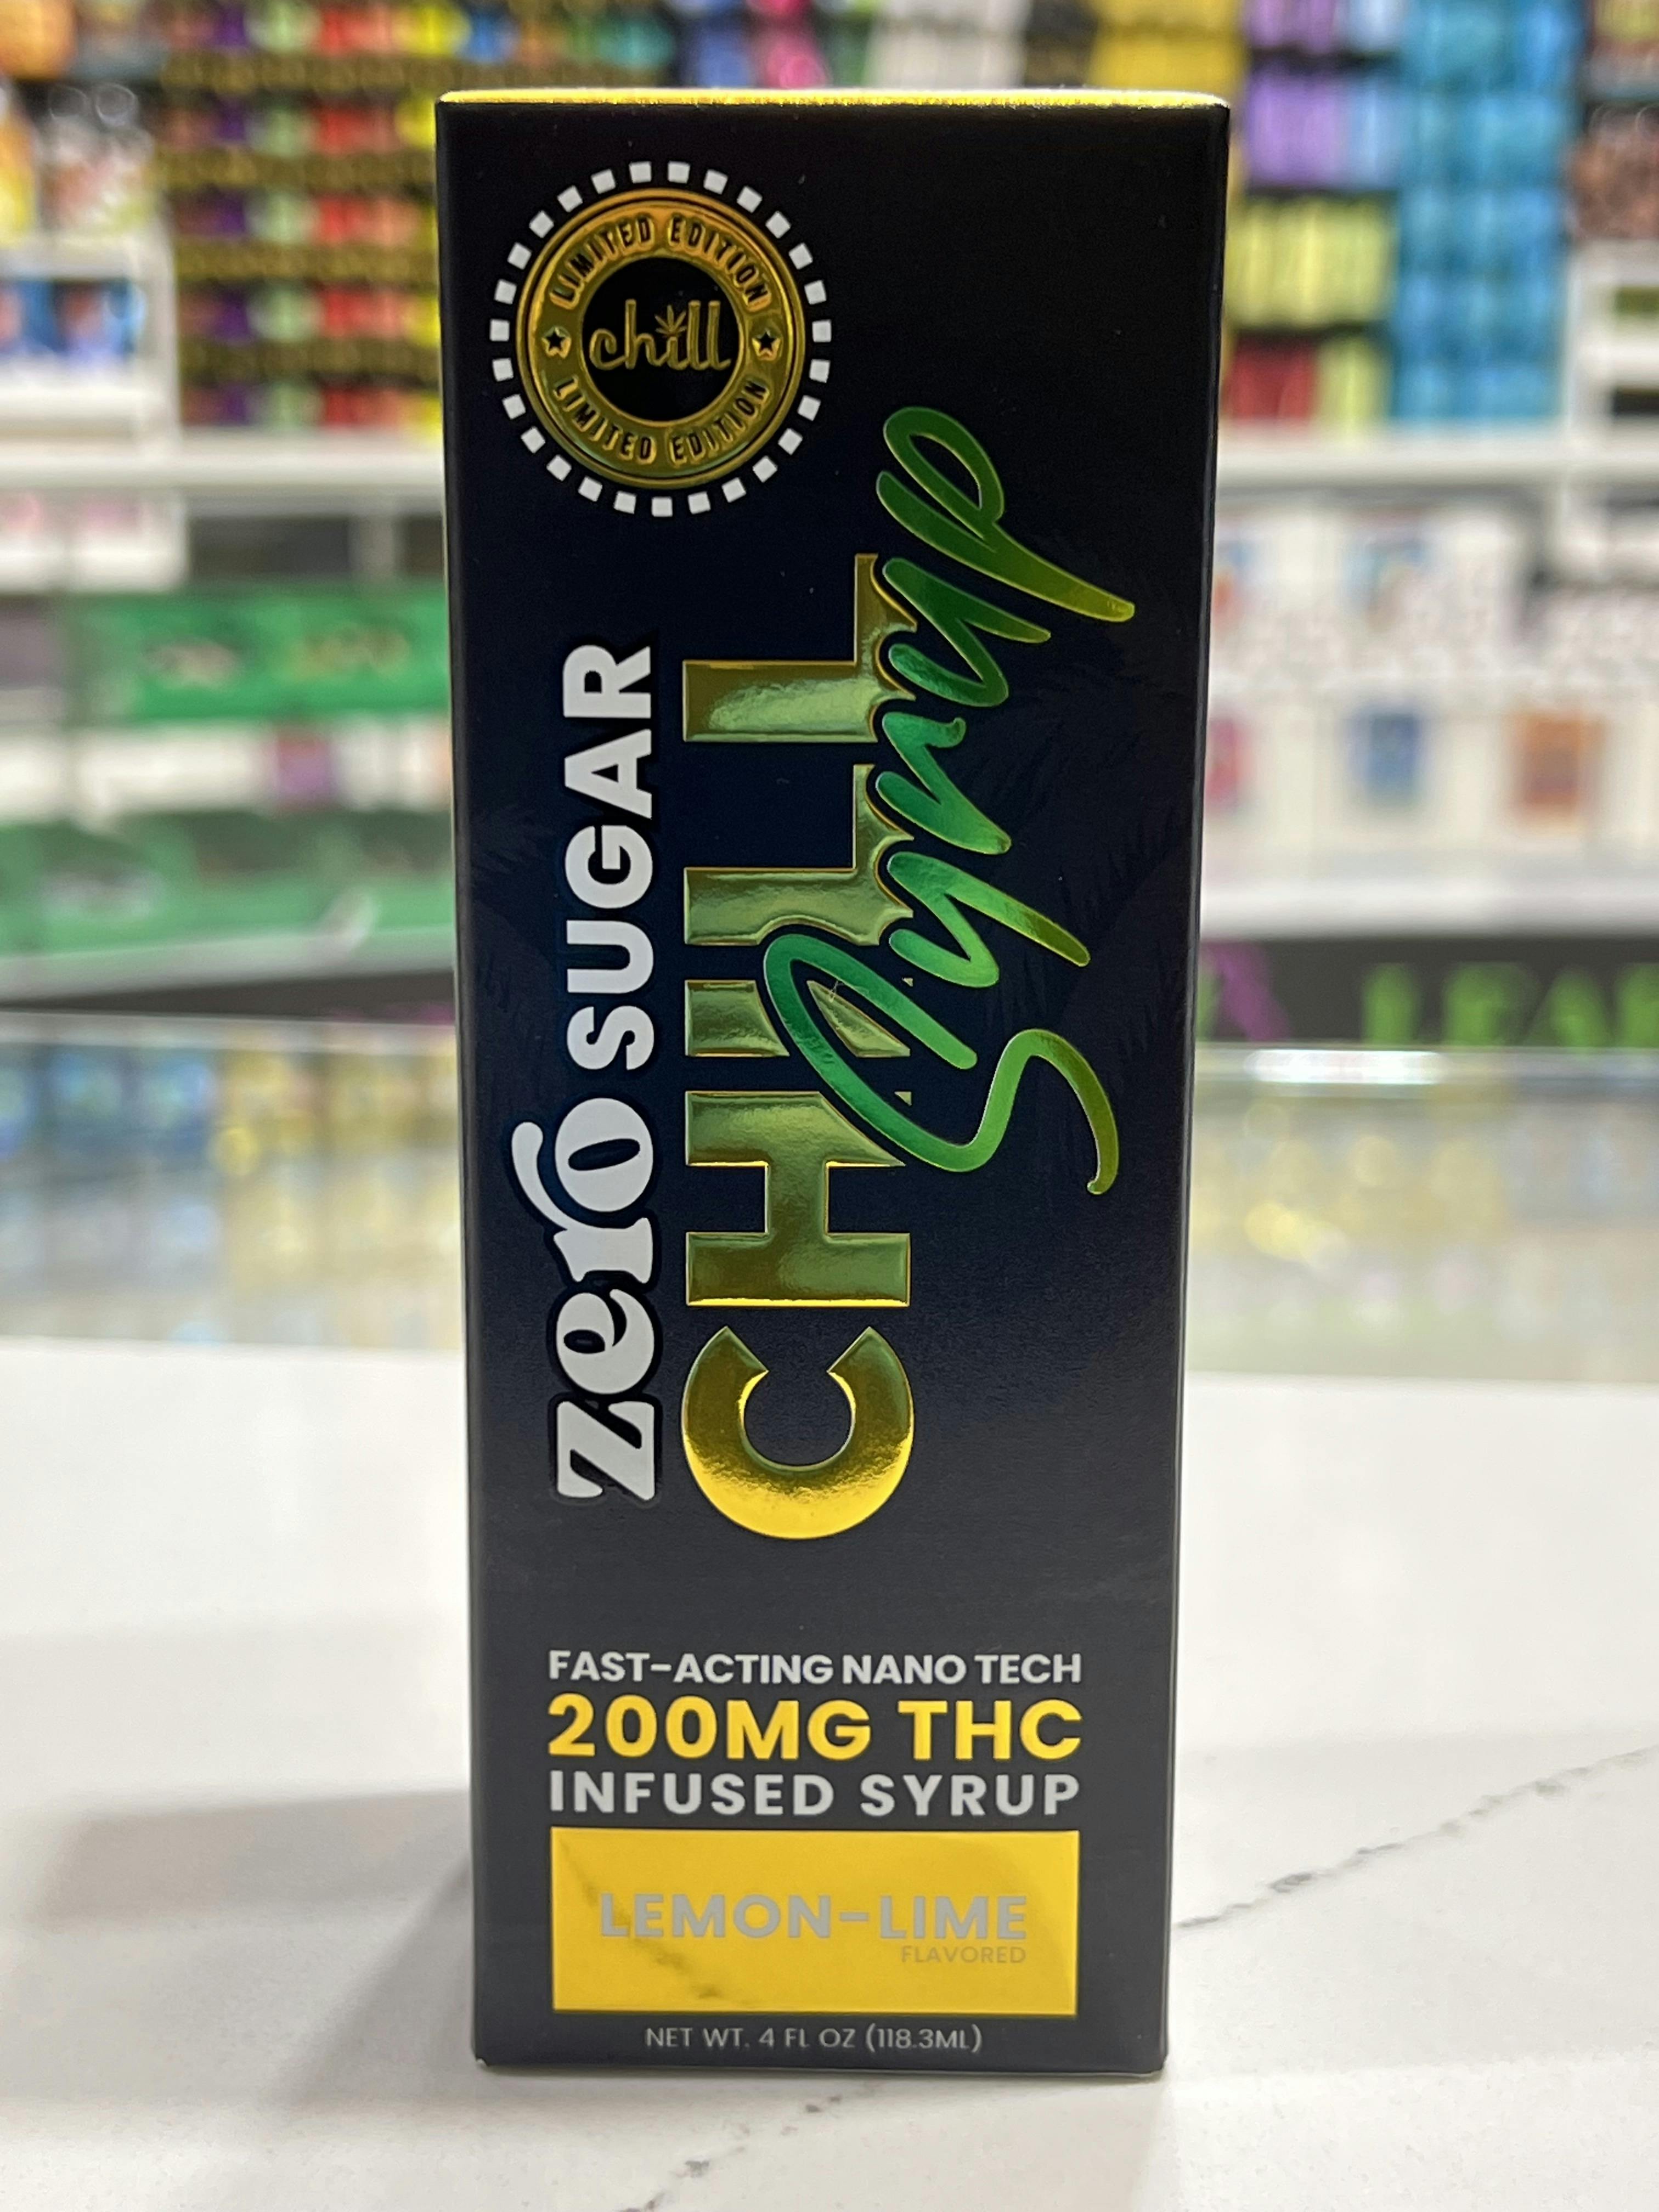 LIMITED EDITION
chill
LIMITED EDITION
zero SUGAR
CHILL
Syrup
FAST-ACTING NANO TECH
200MG THC
INFUSED SYRUP
LEMON-LIME
FLAVORED
NET WT. 4 FL OZ (118.3ML)